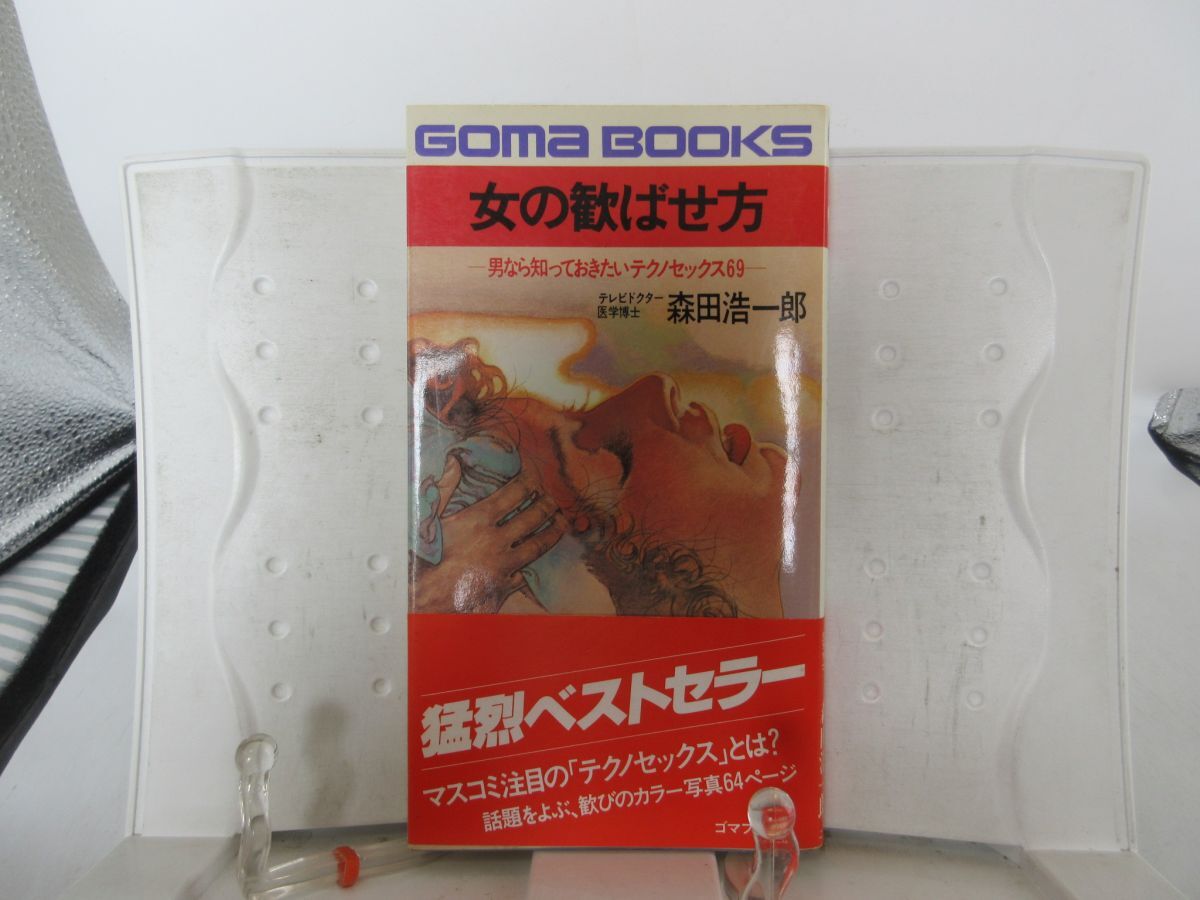 GOMA BOOKS
女の歓ばせ方
―男なら知っておきたいテクノセックス69―
テレビドクター
医学博士
森田浩一郎
猛烈ベストセラー
マスコミ注目の「テクノセックス」とは?
話題をよぶ、歓びのカラー写真64ページ
ゴマブ